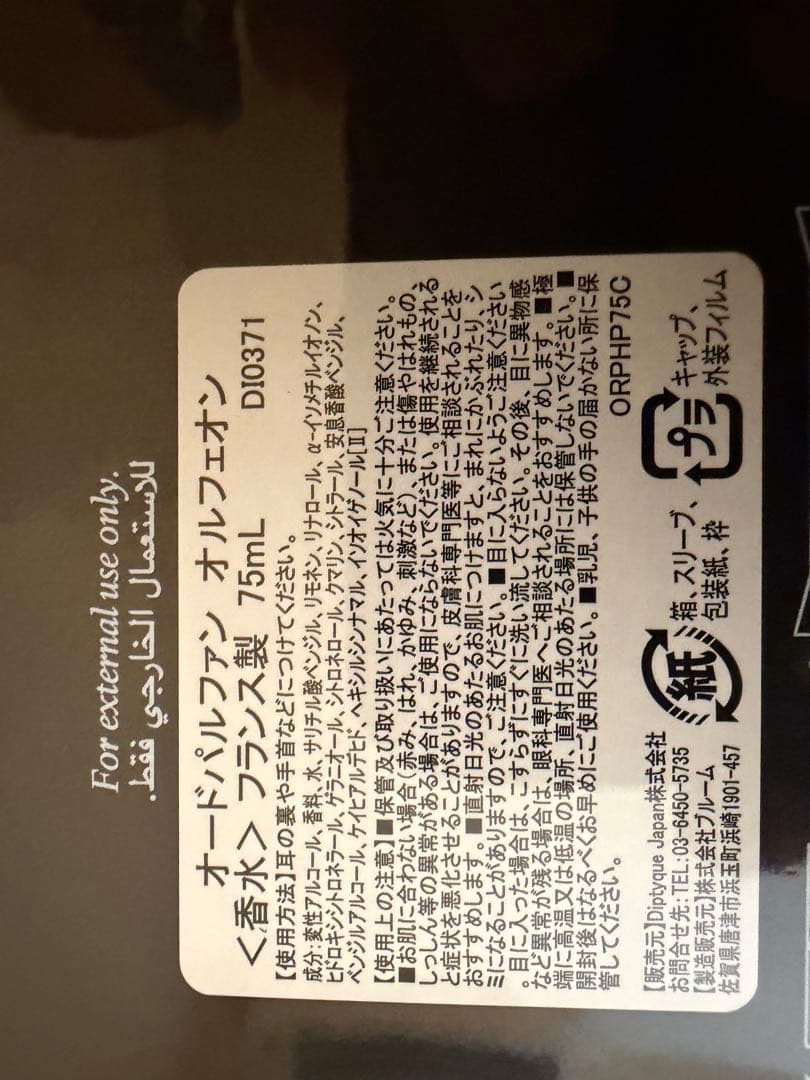 For external use only.
للاستعمال الخارجي فقط.
オードパルファン オルフェオン
<香水> フランス製 75mL DI0371
【使用方法】耳の裏や手首などにつけてください。
成分:変性アルコール、香料、水、サリチル酸ベンジル、リモネン、リナロール、α-イソメチルイオノン、
ヒドロキシシトロネラール、ゲラニオール、シトロネロール、クマリン、シトラール、安息香酸ベンジル、
ベンジルアルコール、ケイヒアルデヒド、ヘキシルシンナマル、イソオイゲノール[Ⅱ]
【使用上の注意】■保管及び取り扱いにあたっては火気に十分ご注意ください。
■お肌に合わない場合(赤み、はれ、かゆみ、刺激など)、または傷やはれもの、
しっしん等の異常がある場合は、ご使用にならないでください。使用を継続される
と症状を悪化させることがありますので、皮膚科専門医等にご相談されることを
おすすめします。■直射日光のあたるお肌につけますと、まれにかぶれたり、シ
ミになることがありますので、ご注意ください。■目に入らないようご注意ください
。目に入った場合は、こすらずにすぐに洗い流してください。その後、目に異物感
など異常が残る場合は、眼科専門医へご相談されることをおすすめします。■極
端に高温又は低温の場所、直射日光のあたる場所には保管しないでください。■
開封後はなるべくお早めにご使用ください。■乳児、子供の手の届かない所に保
管してください。
ORPHP75C
【販売元】Diptyque Japan株式会社
お問合せ先:TEL:03-6450-5735
【製造販売元】株式会社ブルーム
佐賀県唐津市浜玉町浜崎1901-457
紙
箱、スリーブ、
包装紙、枠
プラ
キャップ、
外装フィルム